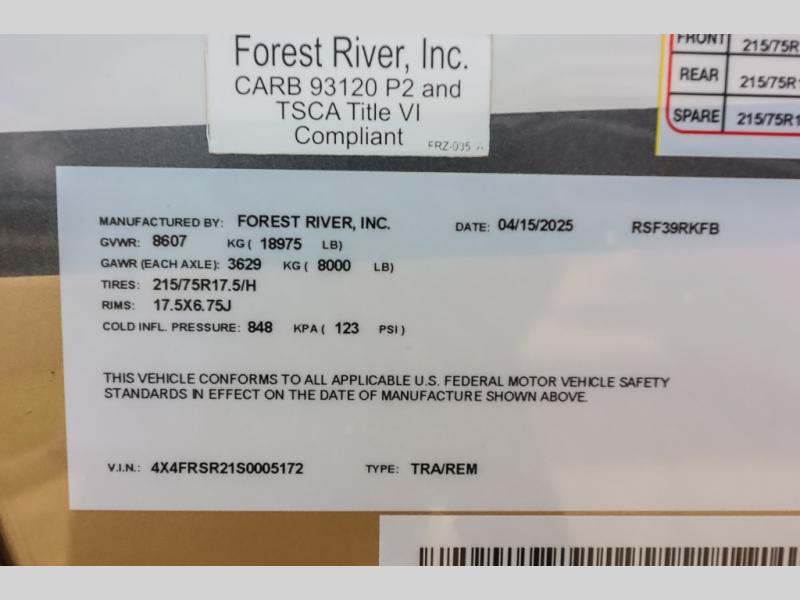 Forest River, Inc.
CARB 93120 P2 and
TSCA Title VI
Compliant
FRZ-035
FRONT 215/75R
REAR 215/75R1
SPARE 215/75R1
MANUFACTURED BY: FOREST RIVER, INC. DATE: 04/15/2025 RSF39RKFB
GVWR: 8607 KG ( 18975 LB)
GAWR (EACH AXLE): 3629 KG ( 8000 LB)
TIRES: 215/75R17.5/H
RIMS: 17.5X6.75J
COLD INFL. PRESSURE: 848 KPA ( 123 PSI )
THIS VEHICLE CONFORMS TO ALL APPLICABLE U.S. FEDERAL MOTOR VEHICLE SAFETY
STANDARDS IN EFFECT ON THE DATE OF MANUFACTURE SHOWN ABOVE.
V.I.N.: 4X4FRSR21S0005172 TYPE: TRA/REM